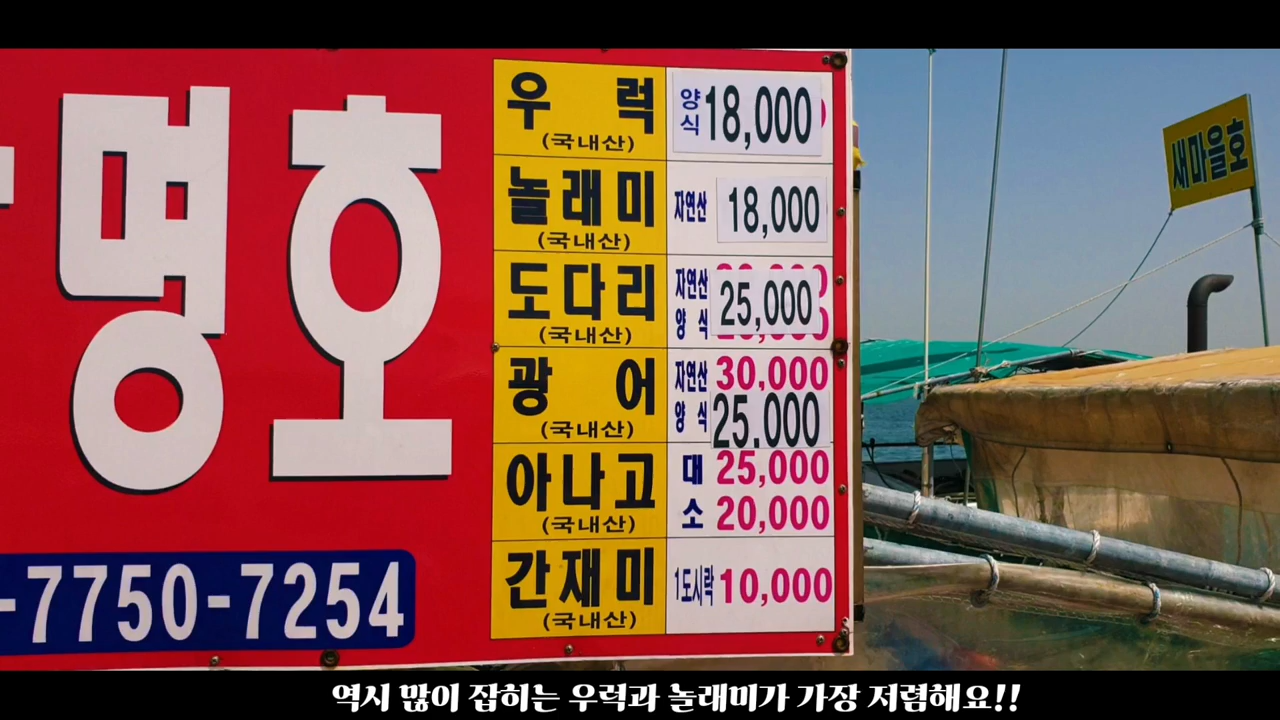 명호
-7750-7254
우럭
(국내산)
양식 18,000
놀래미
(국내산)
자연산 18,000
도다리
(국내산)
자연산
양식
25,000
광어
(국내산)
자연산 30,000
양식 25,000
아나고
(국내산)
대 25,000
소 20,000
간재미
(국내산)
1도시락 10,000
새마을호
역시 많이 잡히는 우럭과 놀래미가 가장 저렴해요!!